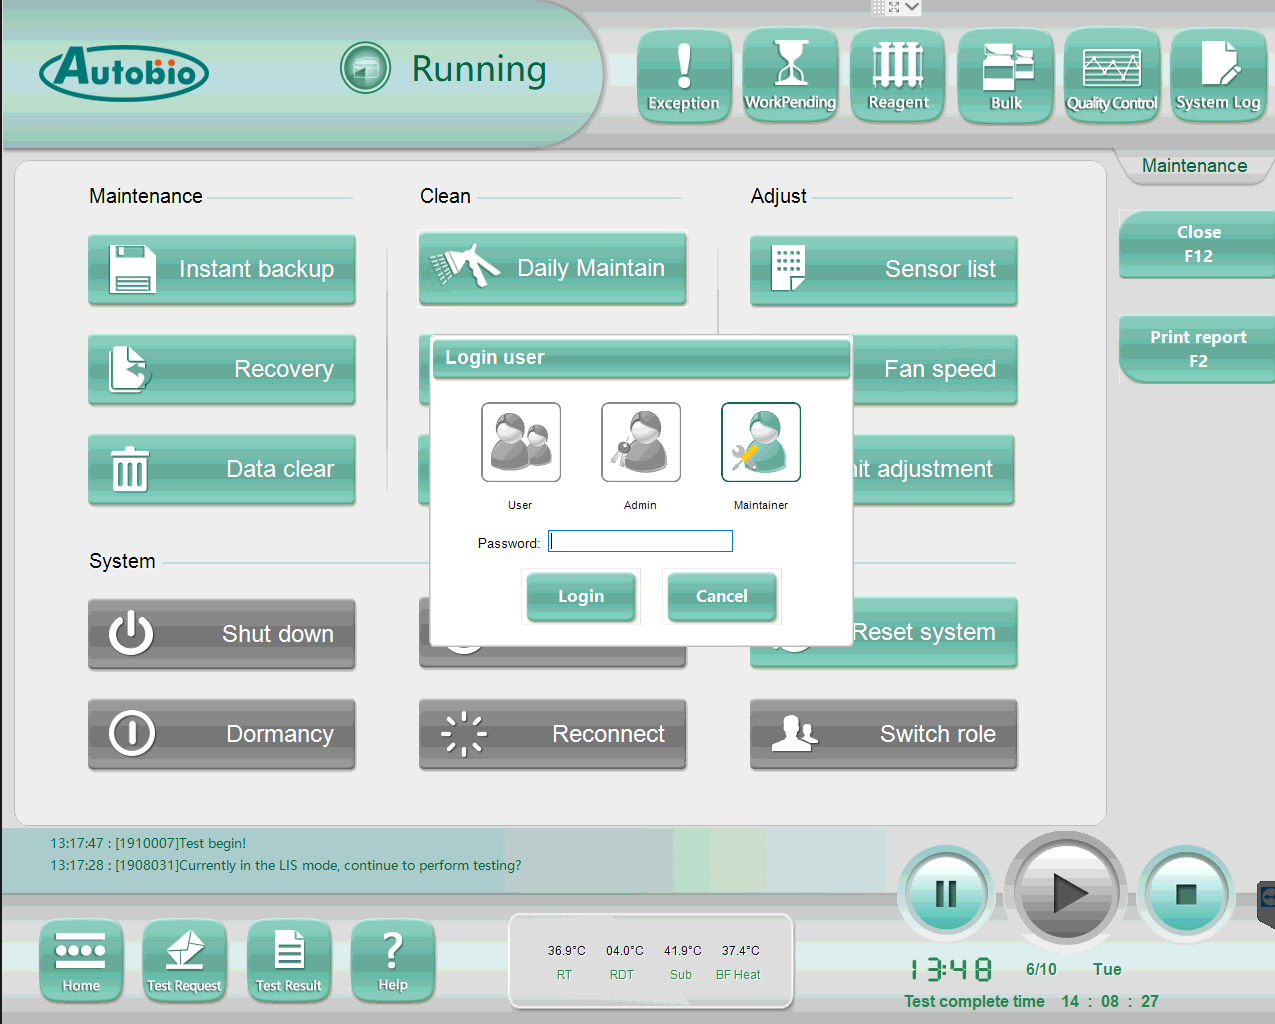 Autobio
Running
Exception
WorkPending
Reagent
Bulk
Quality Control
System Log
Maintenance
Close
F12
Print report
F2
Maintenance
Clean
Adjust
Instant backup
Daily Maintain
Sensor list
Recovery
Fan speed
Data clear
it adjustment
Login user
User
Admin
Maintainer
Password:
Login
Cancel
System
Shut down
Reset system
Dormancy
Reconnect
Switch role
13:17:47 : [1910007]Test begin!
13:17:28 : [1908031]Currently in the LIS mode, continue to perform testing?
Home
Test Request
Test Result
Help
36.9°C 04.0°C 41.9°C 37.4°C
RT RDT Sub BF Heat
13:48 6/10 Tue
Test complete time 14 : 08 : 27